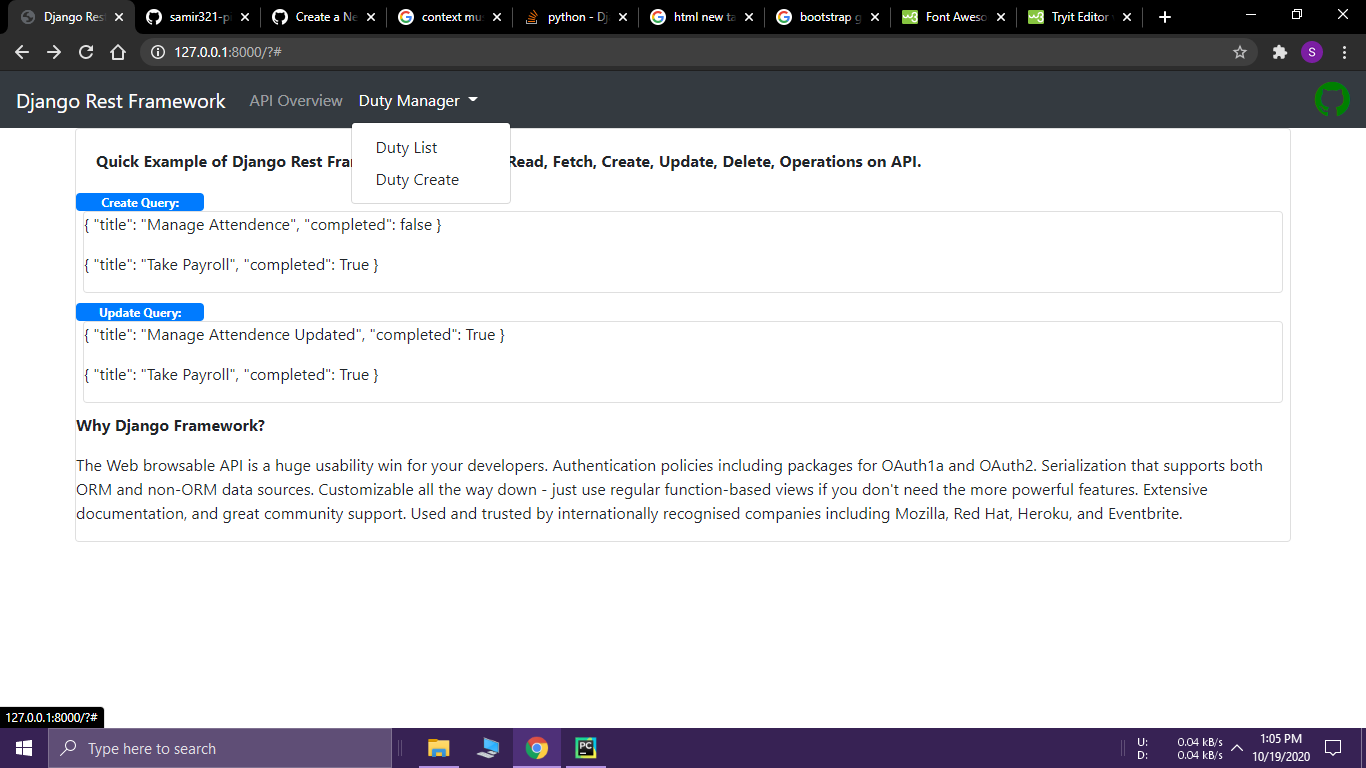 Django Rest
samir321-p
Create a Ne
context mus
python - Dj
html new ta
bootstrap g
Font Aweso
Tryit Editor
127.0.0.1:8000/?#
S
Django Rest Framework API Overview Duty Manager
Duty List
Duty Create
Quick Example of Django Rest Fra Read, Fetch, Create, Update, Delete, Operations on API.
Create Query:
{ "title": "Manage Attendence", "completed": false }
{ "title": "Take Payroll", "completed": True }
Update Query:
{ "title": "Manage Attendence Updated", "completed": True }
{ "title": "Take Payroll", "completed": True }
Why Django Framework?
The Web browsable API is a huge usability win for your developers. Authentication policies including packages for OAuth1a and OAuth2. Serialization that supports both
ORM and non-ORM data sources. Customizable all the way down - just use regular function-based views if you don't need the more powerful features. Extensive
documentation, and great community support. Used and trusted by internationally recognised companies including Mozilla, Red Hat, Heroku, and Eventbrite.
127.0.0.1:8000/?#
Type here to search
PC
U: 0.04 kB/s
D: 0.04 kB/s
1:05 PM
10/19/2020